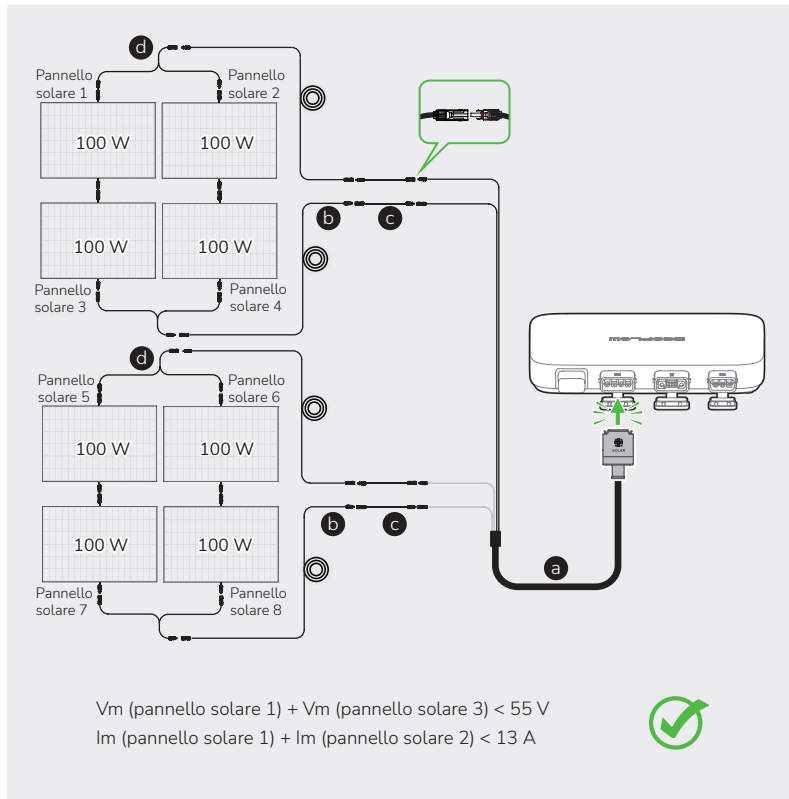 d
Pannello
solare 1
Pannello
solare 2
100 W
100 W
b
c
100 W
100 W
Pannello
solare 3
Pannello
solare 4
ECOFLOW
d
Pannello
solare 5
Pannello
solare 6
SOLAR
100 W
100 W
b
c
100 W
100 W
a
Pannello
solare 7
Pannello
solare 8
Vm (pannello solare 1) + Vm (pannello solare 3) < 55 V
Im (pannello solare 1) + Im (pannello solare 2) < 13 A